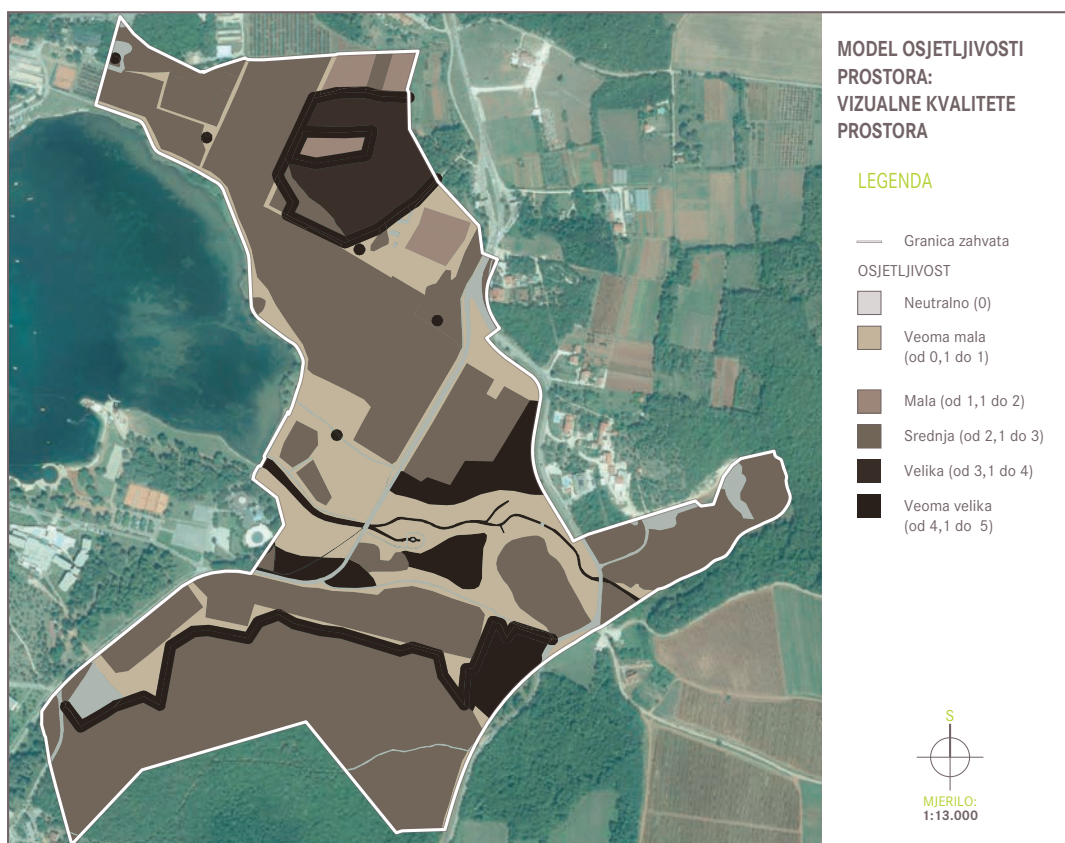 MODEL OSJETLJIVOSTI
PROSTORA:
VIZUALNE KVALITETE
PROSTORA
LEGENDA
Granica zahvata
OSJETLJIVOST
Neutralno (0)
Veoma mala
(od 0,1 do 1)
Mala (od 1,1 do 2)
Srednja (od 2,1 do 3)
Velika (od 3,1 do 4)
Veoma velika
(od 4,1 do 5)
S
MJERILO:
1:13.000